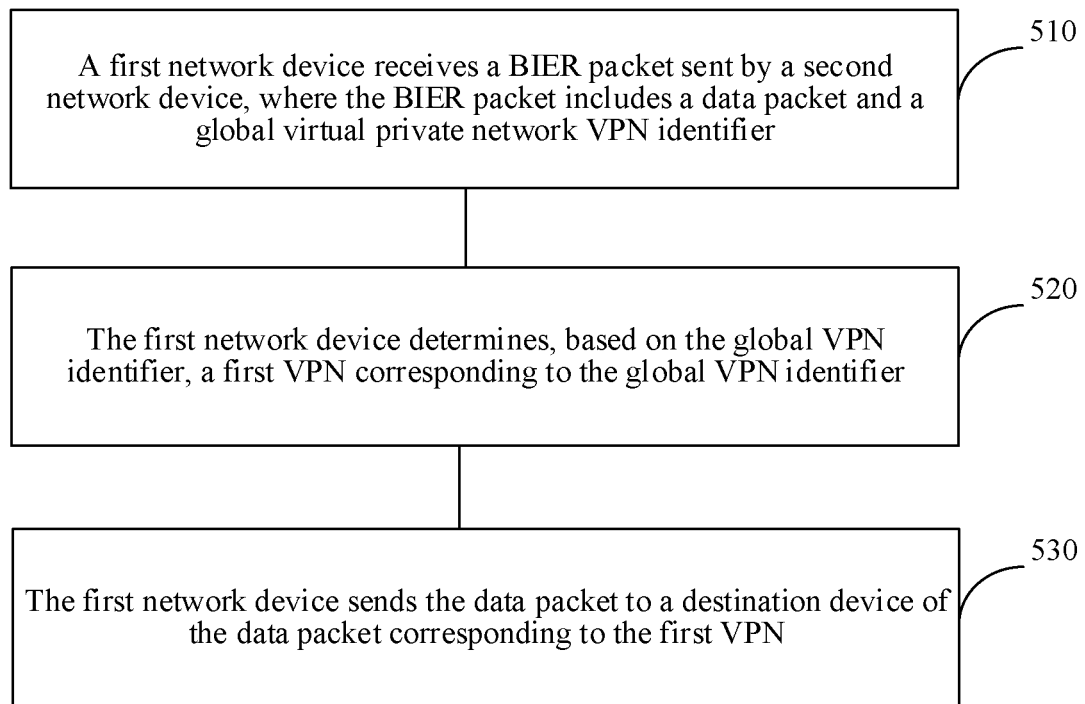 510
A first network device receives a BIER packet sent by a second
network device, where the BIER packet includes a data packet and a
global virtual private network VPN identifier
520
The first network device determines, based on the global VPN
identifier, a first VPN corresponding to the global VPN identifier
530
The first network device sends the data packet to a destination device of
the data packet corresponding to the first VPN